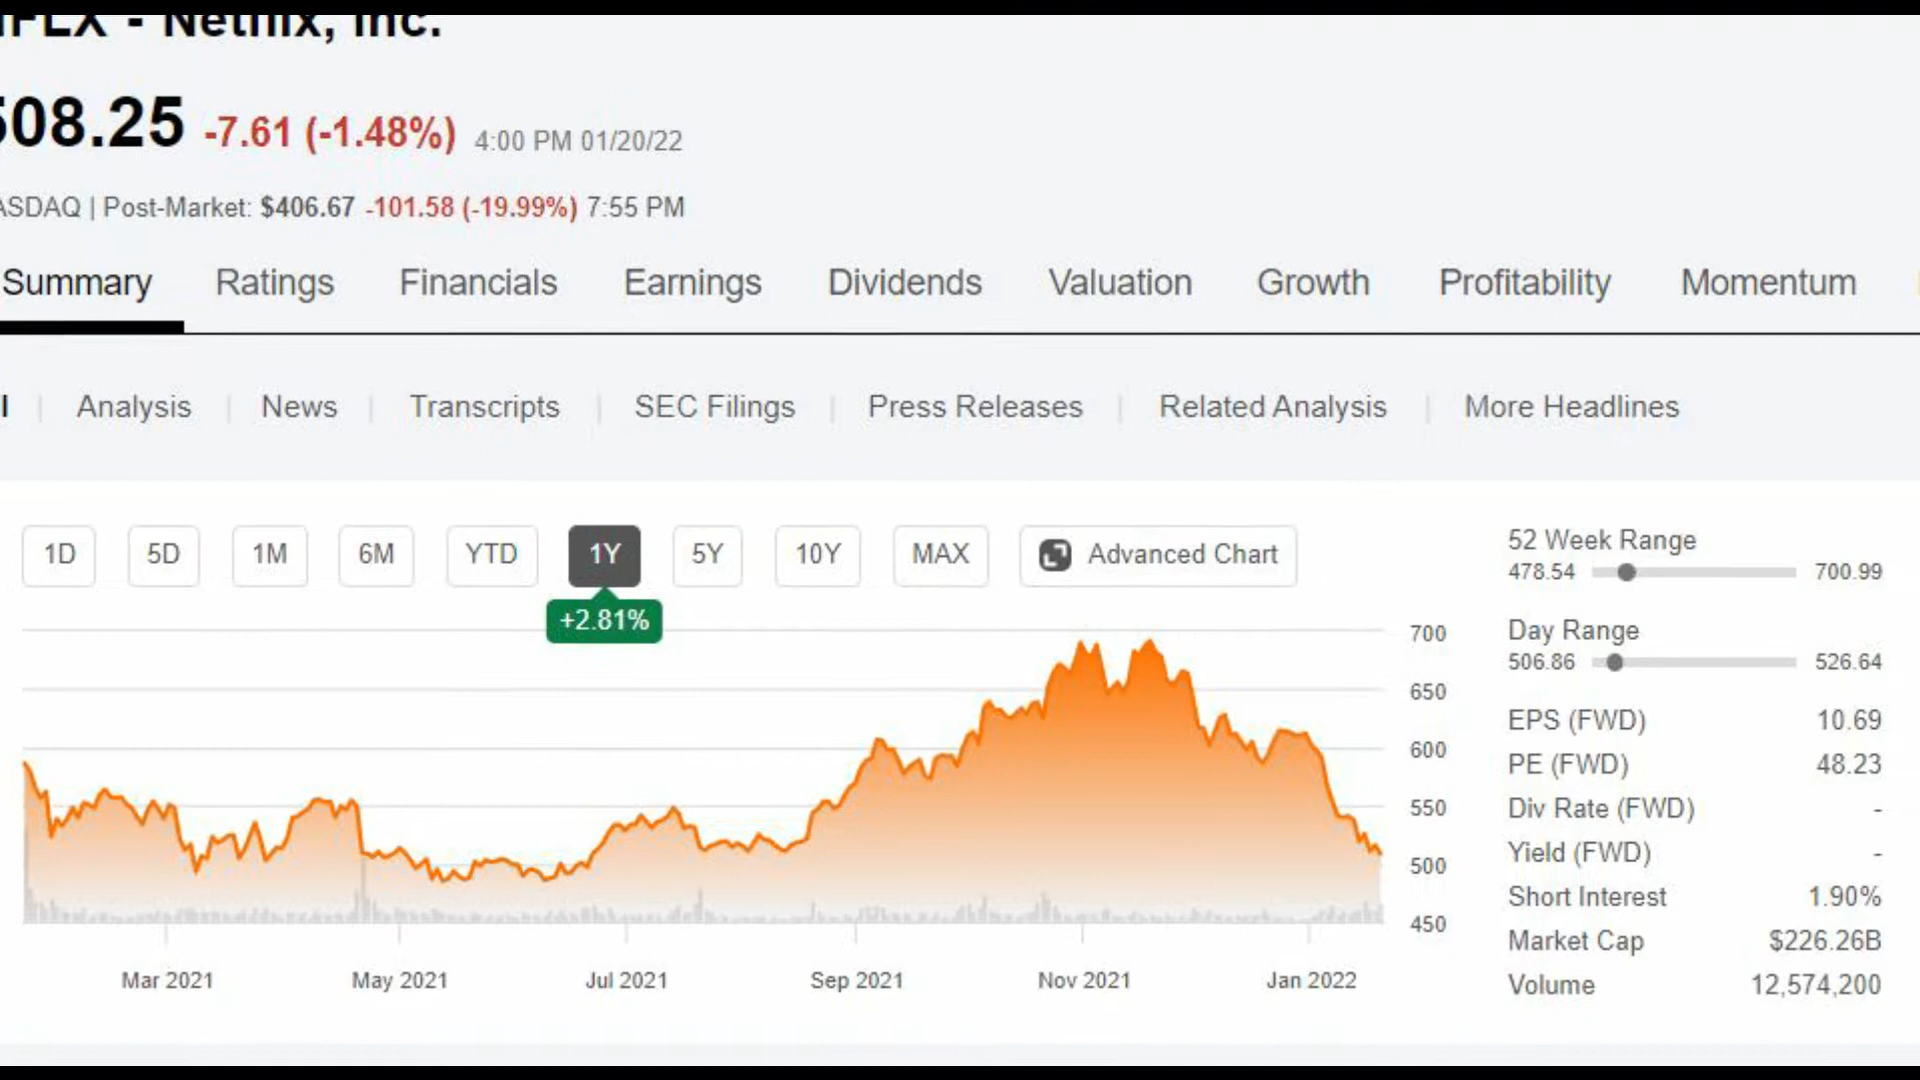 NFLX - Netflix, Inc.
508.25 -7.61 (-1.48%) 4:00 PM 01/20/22
NASDAQ | Post-Market: $406.67 -101.58 (-19.99%) 7:55 PM
Summary Ratings Financials Earnings Dividends Valuation Growth Profitability Momentum
Analysis | News | Transcripts | SEC Filings | Press Releases | Related Analysis | More Headlines
1D 5D 1M 6M YTD 1Y 5Y 10Y MAX Advanced Chart
+2.81%
700
650
600
550
500
450
Mar 2021 May 2021 Jul 2021 Sep 2021 Nov 2021 Jan 2022
52 Week Range
478.54 700.99
Day Range
506.86 526.64
EPS (FWD) 10.69
PE (FWD) 48.23
Div Rate (FWD) -
Yield (FWD) -
Short Interest 1.90%
Market Cap $226.26B
Volume 12,574,200